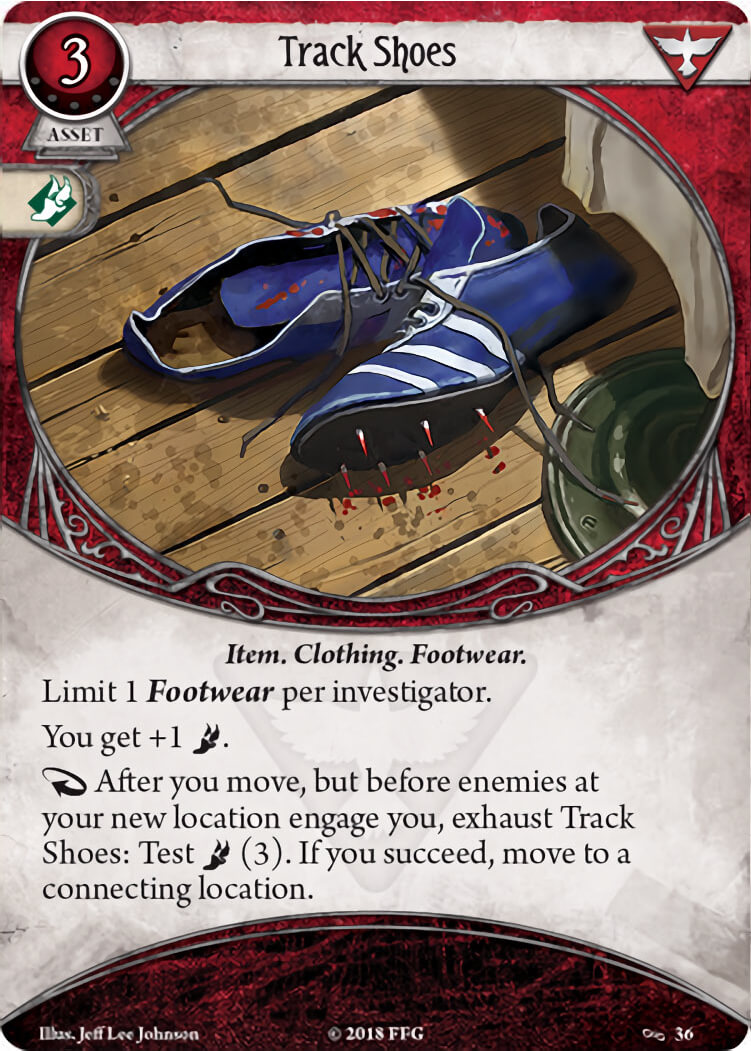 3
Track Shoes
ASSET
Item. Clothing. Footwear.
Limit 1 Footwear per investigator.
You get +1 .
After you move, but before enemies at
your new location engage you, exhaust Track
Shoes: Test (3). If you succeed, move to a
connecting location.
Illus. Jeff Lee Johnson
© 2018 FFG
36